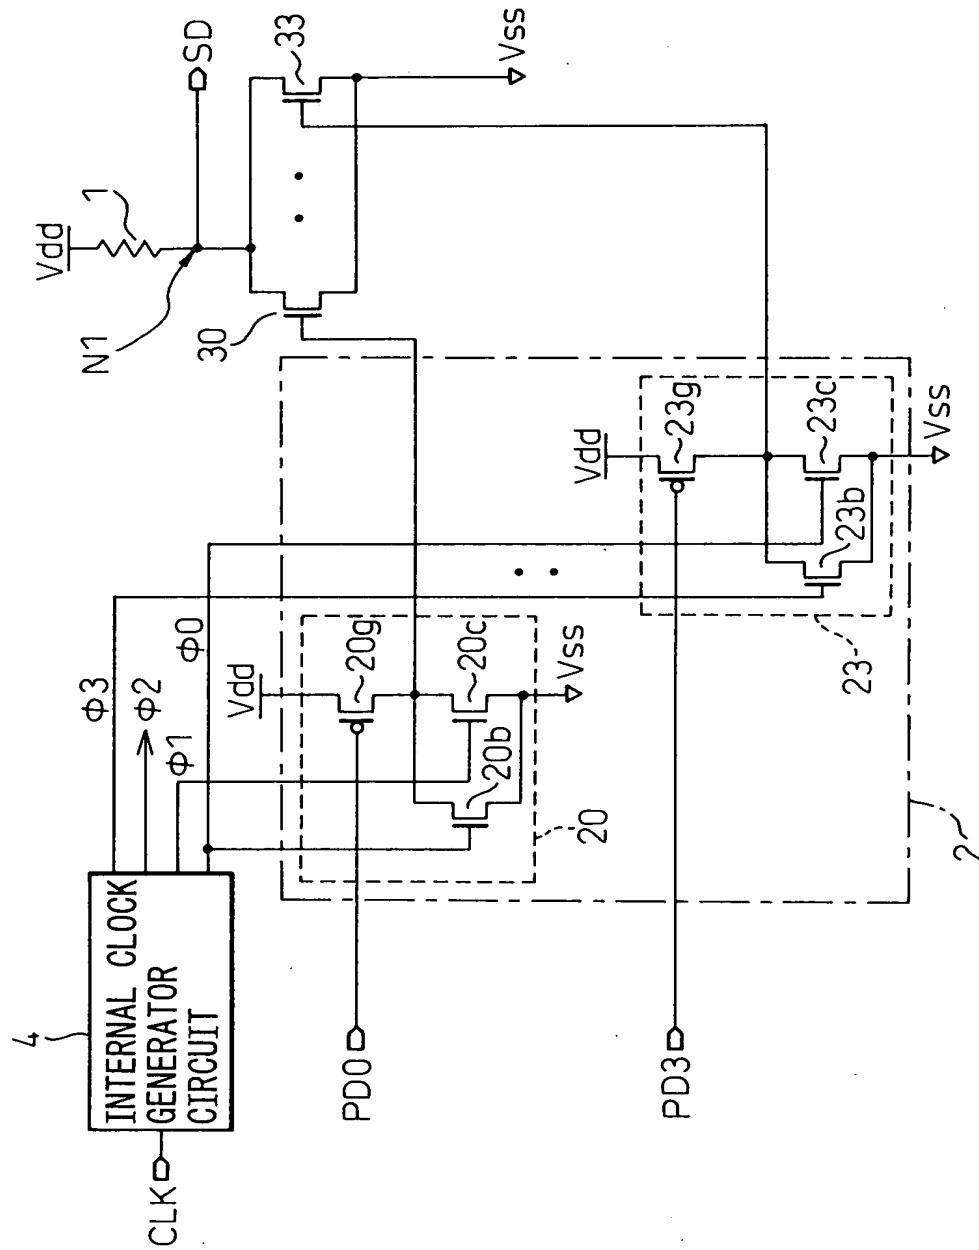 4
CLK
INTERNAL CLOCK
GENERATOR
CIRCUIT
Φ3
Φ2
Φ1
Φ0
PD0
PD3
Vdd
20g
20c
20b
Vss
20
Vdd
23g
23c
23b
Vss
23
2
Vdd
1
N1
SD
30
33
Vss